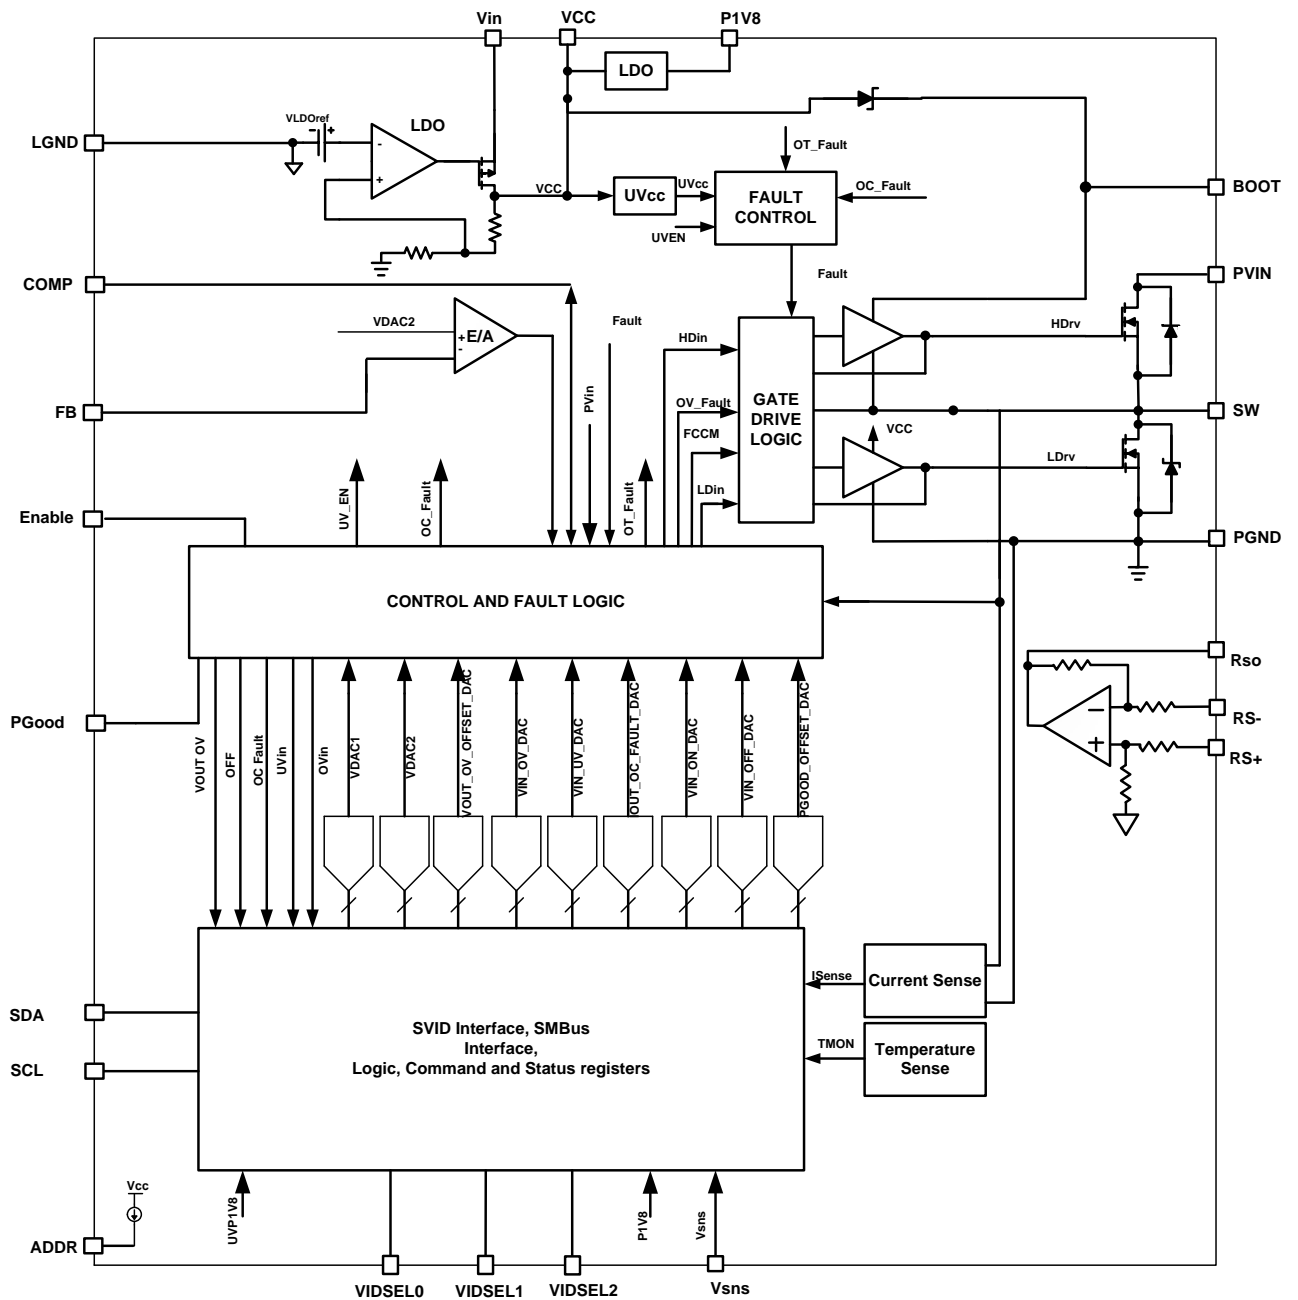 Vin
VCC
P1V8
LDO
VLDOref
LDO
LGND
- +
-
+
OT_Fault
VCC
UVcc
UVcc
FAULT
CONTROL
OC_Fault
BOOT
UVEN
COMP
Fault
PVIN
VDAC2
+
-
E/A
Fault
HDin
HDrv
FB
PVin
OV_Fault
GATE
DRIVE
LOGIC
SW
FCCM
VCC
LDrv
UV_EN
OC_Fault
OT_Fault
LDin
Enable
PGND
CONTROL AND FAULT LOGIC
Rso
PGood
RS-
RS+
VOUT OV
OFF
OC Fault
UVin
OVin
VDAC1
VDAC2
VOUT_OV_OFFSET_DAC
VIN_OV_DAC
VIN_UV_DAC
IOUT_OC_FAULT_DAC
VIN_ON_DAC
VIN_OFF_DAC
PGOOD_OFFSET_DAC
ISense
Current Sense
SDA
SVID Interface, SMBus
Interface,
Logic, Command and Status registers
TMON
Temperature
Sense
SCL
Vcc
UVP1V8
P1V8
Vsns
ADDR
VIDSEL0
VIDSEL1
VIDSEL2
Vsns